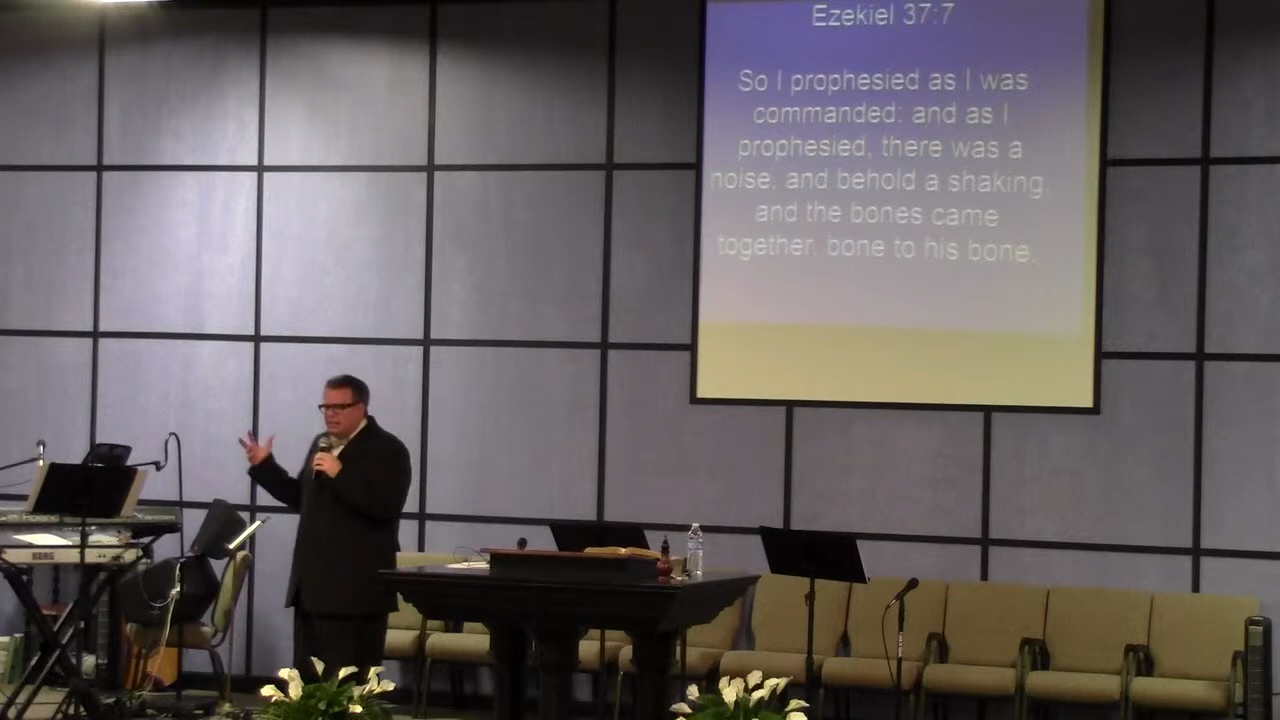 Ezekiel 37:7
So I prophesied as I was
commanded: and as I
prophesied, there was a
noise, and behold a shaking,
and the bones came
together, bone to his bone.
KORG